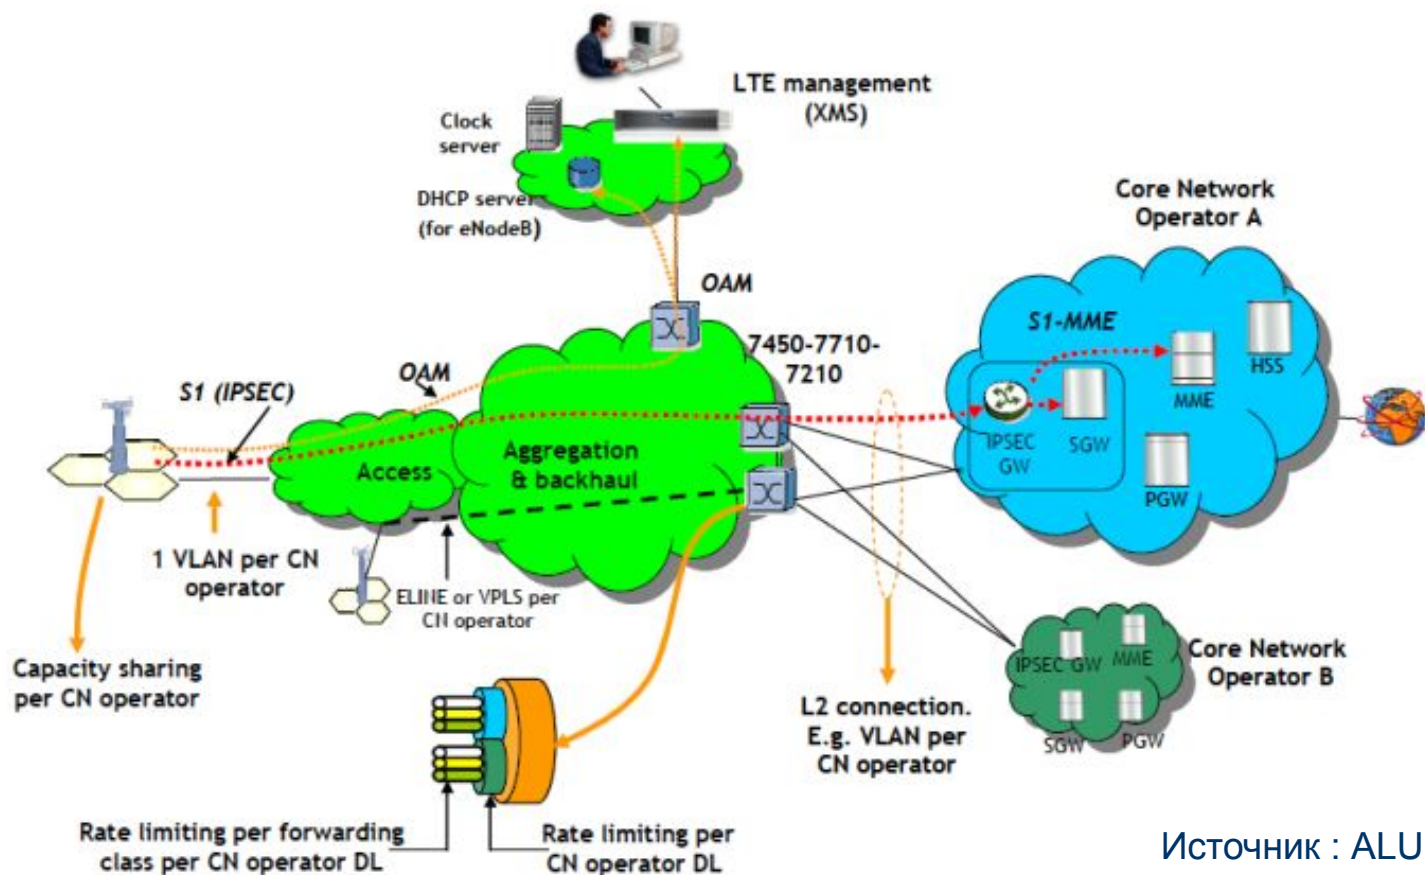 LTE management
(XMS)
Clock
server
DHCP server
(for eNodeB)
Core Network
Operator A
OAM
S1-MME
7450-7710-
7210
HSS
OAM
S1 (IPSEC)
MME
IPSEC
GW
SGW
Access
Aggregation
& backhaul
PGW
1 VLAN per CN
operator
ELINE or VPLS per
CN operator
Capacity sharing
per CN operator
IPSEC GW
MME
Core Network
Operator B
SGW
PGW
L2 connection.
E.g. VLAN per
CN operator
Rate limiting per forwarding
class per CN operator DL
Rate limiting per
CN operator DL
Источник : ALU